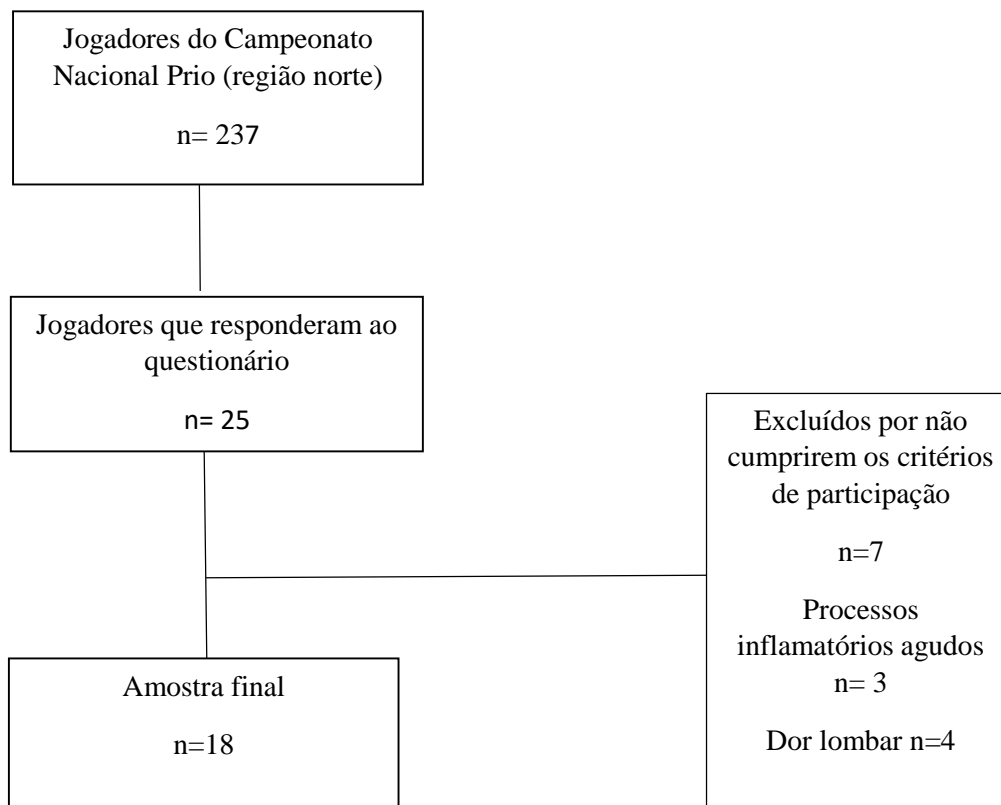 Jogadores do Campeonato
Nacional Prio (região norte)
n= 237
Jogadores que responderam ao
questionário
n= 25
Excluídos por não
cumprirem os critérios
de participação
n=7
Processos
inflamatórios agudos
n= 3
Dor lombar n=4
Amostra final
n=18